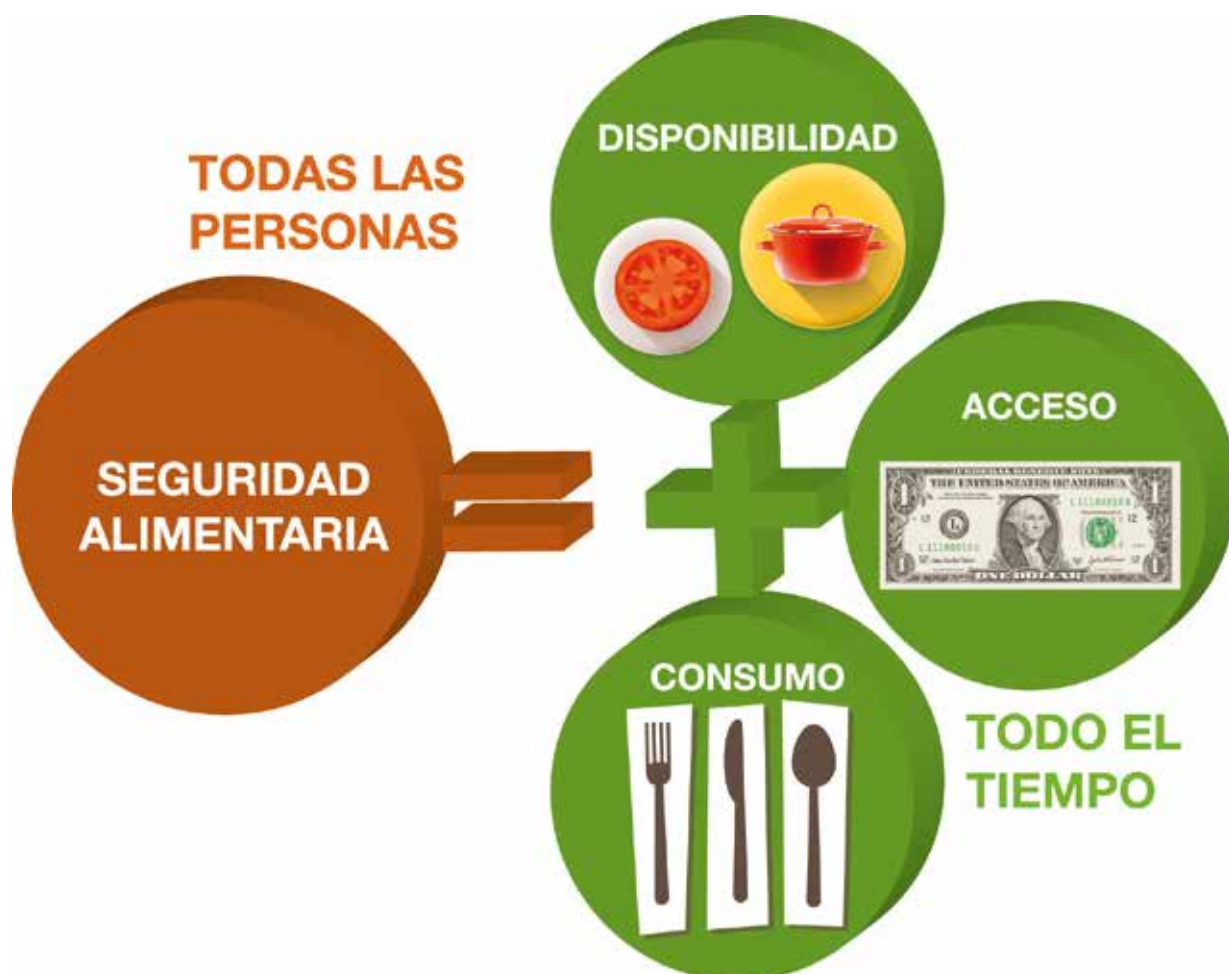 TODAS LAS
PERSONAS
SEGURIDAD
ALIMENTARIA
DISPONIBILIDAD
ACCESO
THE UNITED STATES OF AMERICA
ONE DOLLAR
CONSUMO
TODO EL
TIEMPO